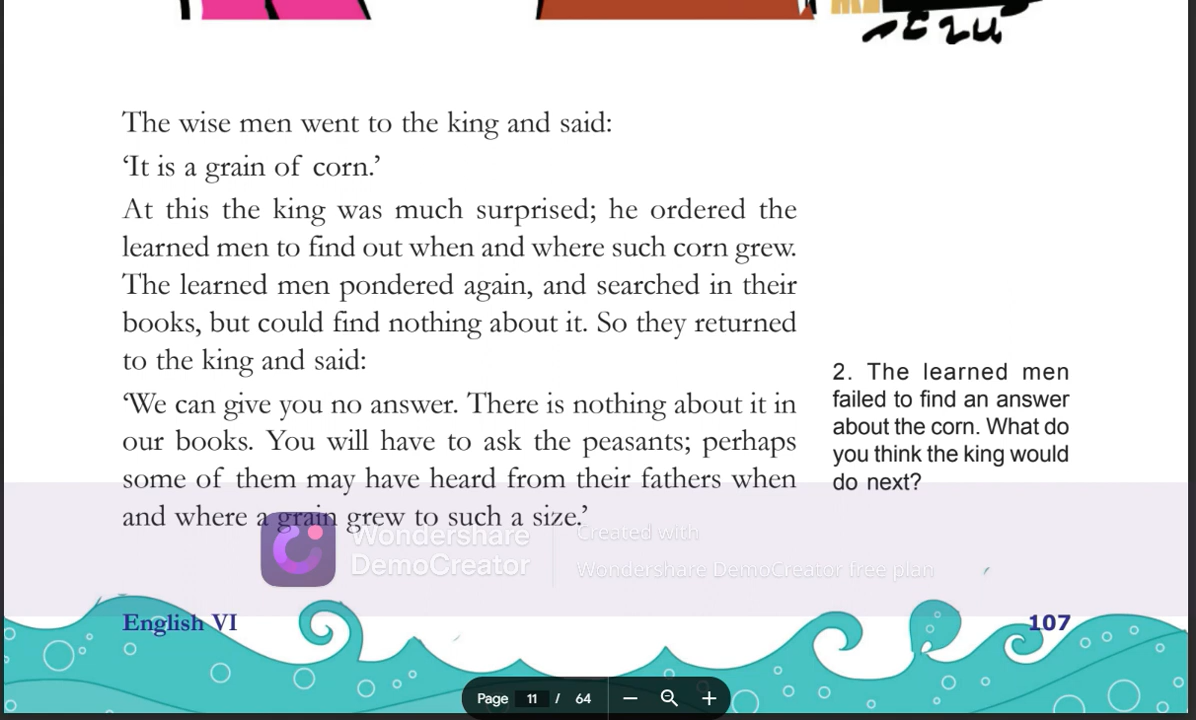 The wise men went to the king and said:
‘It is a grain of corn.’
At this the king was much surprised; he ordered the
learned men to find out when and where such corn grew.
The learned men pondered again, and searched in their
books, but could find nothing about it. So they returned
to the king and said:
‘We can give you no answer. There is nothing about it in
our books. You will have to ask the peasants; perhaps
some of them may have heard from their fathers when
and where a grain grew to such a size.’
2. The learned men
failed to find an answer
about the corn. What do
you think the king would
do next?
Wondershare
DemoCreator
Created with
Wondershare DemoCreator free plan
English VI
107
Page 11 / 64